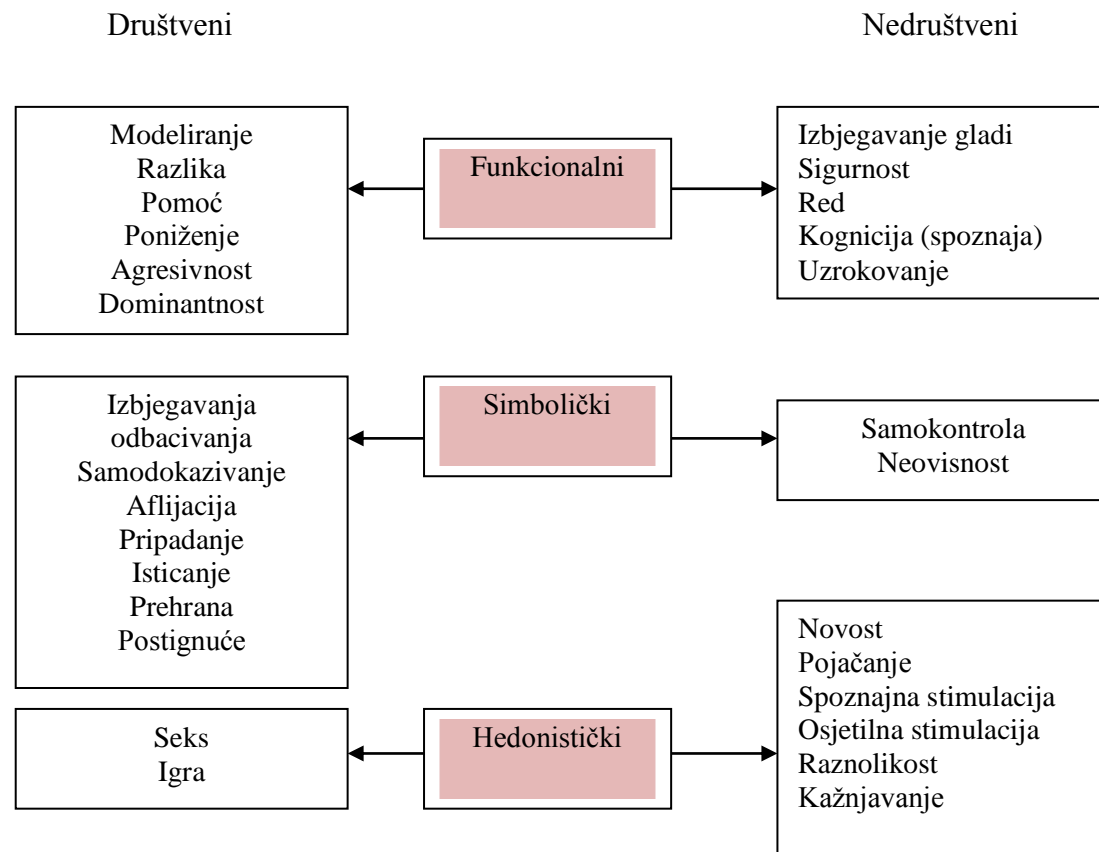 Društveni
Nedruštveni
Modeliranje
Razlika
Pomoć
Poniženje
Agresivnost
Dominantnost
Funkcionalni
Izbjegavanje gladi
Sigurnost
Red
Kognicija (spoznaja)
Uzrokovanje
Izbjegavanja
odbacivanja
Samodokazivanje
Aflijacija
Pripadanje
Isticanje
Prehrana
Postignuće
Simbolički
Samokontrola
Neovisnost
Seks
Igra
Hedonistički
Novost
Pojačanje
Spoznajna stimulacija
Osjetilna stimulacija
Raznolikost
Kažnjavanje